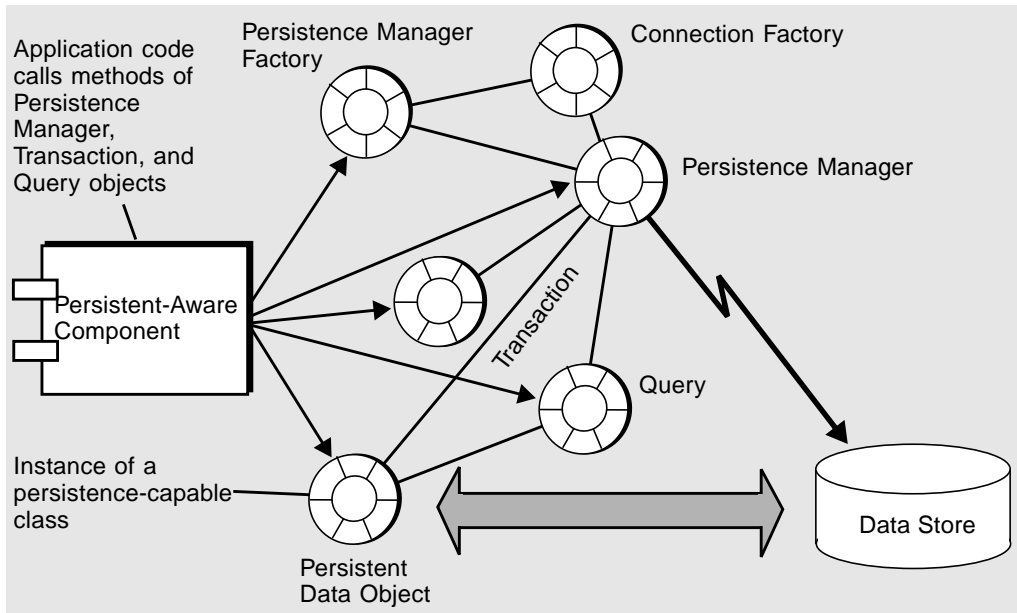 Application code
calls methods of
Persistence
Manager,
Transaction, and
Query objects
Persistence Manager
Factory
Connection Factory
Persistence Manager
Persistent-Aware
Component
Transaction
Query
Instance of a
persistence-capable
class
Persistent
Data Object
Data Store